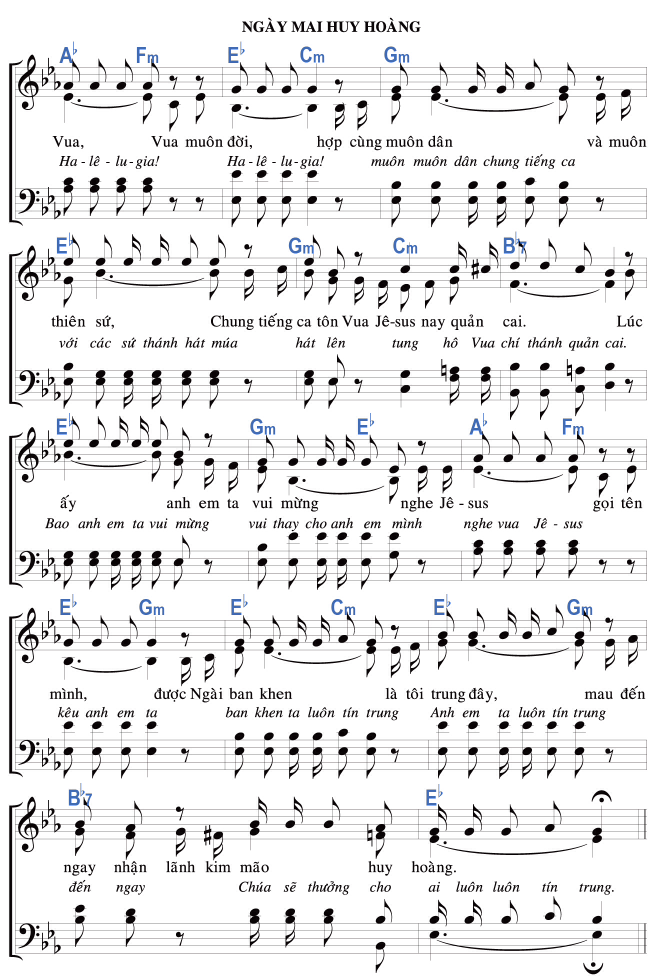 NGÀY MAI HUY HOÀNG
A♭ Fm E♭ Cm Gm
Vua, Vua muôn đời, hợp cùng muôn dân và muôn
Ha-lê-lu-gia! Ha-lê-lu-gia! muôn muôn dân chung tiếng ca
E♭ Gm Cm B♭7
thiên sứ, Chung tiếng ca tôn Vua Jê-sus nay quản cai. Lúc
với các sứ thánh hát múa hát lên tung hô Vua chí thánh quản cai.
E♭ Gm E♭ A♭ Fm
ấy anh em ta vui mừng nghe Jê-sus gọi tên
Bao anh em ta vui mừng vui thay cho anh em mình nghe vua Jê-sus
E♭ Gm E♭ Cm E♭ Gm
mình, được Ngài ban khen là tôi trung đây, mau đến
kêu anh em ta ban khen ta luôn tín trung Anh em ta luôn tín trung
B♭7 E♭
ngay nhận lãnh kim mão huy hoàng.
đến ngay Chúa sẽ thưởng cho ai luôn luôn tín trung.